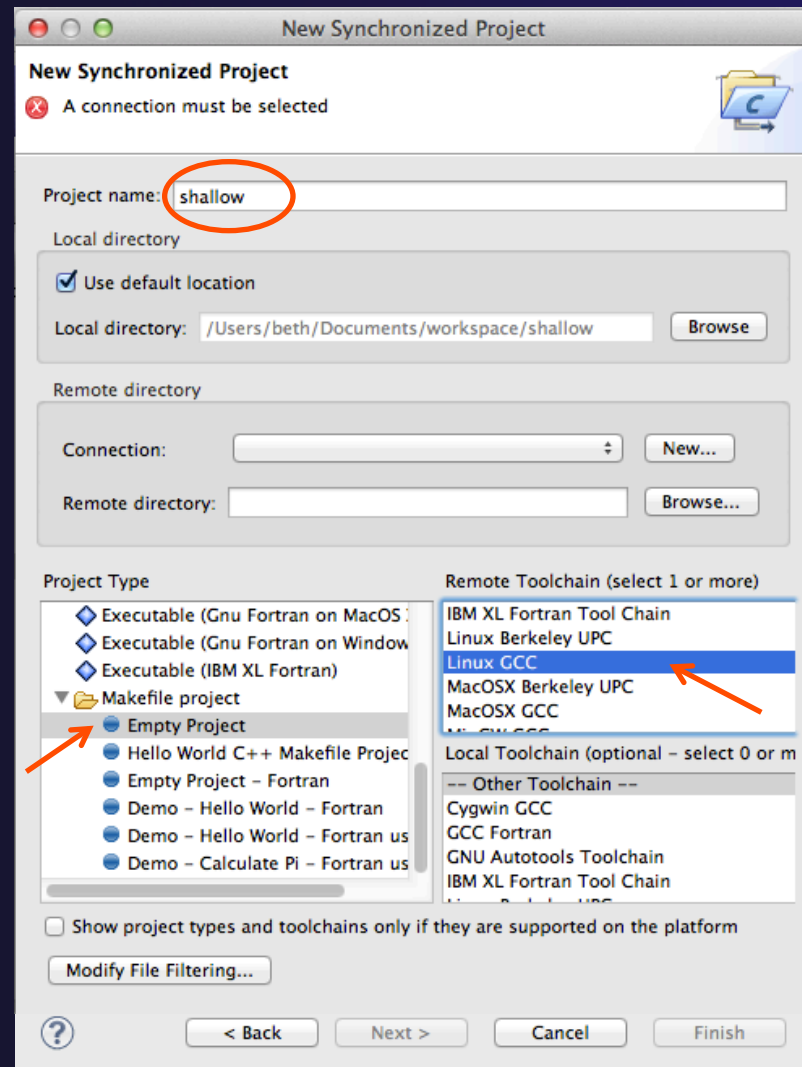 New Synchronized Project
New Synchronized Project
A connection must be selected
Project name: shallow
Local directory
Use default location
Local directory: /Users/beth/Documents/workspace/shallow Browse
Remote directory
Connection: New...
Remote directory: Browse...
Project Type
Executable (Gnu Fortran on MacOS
Executable (Gnu Fortran on Window
Executable (IBM XL Fortran)
Makefile project
Empty Project
Hello World C++ Makefile Projec
Empty Project – Fortran
Demo – Hello World – Fortran
Demo – Hello World – Fortran us
Demo – Calculate Pi – Fortran us
Remote Toolchain (select 1 or more)
IBM XL Fortran Tool Chain
Linux Berkeley UPC
Linux GCC
MacOSX Berkeley UPC
MacOSX GCC
Local Toolchain (optional – select 0 or m
-- Other Toolchain --
Cygwin GCC
GCC Fortran
GNU Autotools Toolchain
IBM XL Fortran Tool Chain
Show project types and toolchains only if they are supported on the platform
Modify File Filtering...
? < Back Next > Cancel Finish